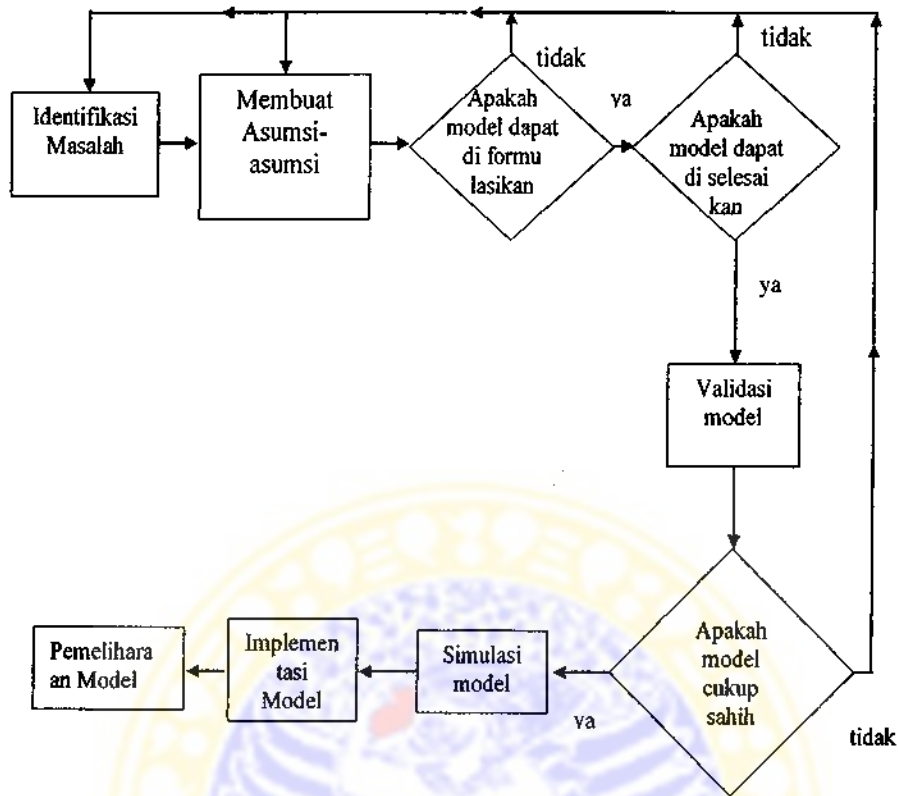 tidak
tidak
Identifikasi
Masalah
Membuat
Asumsi-
asumsi
Apakah
model dapat
di formu
lasikan
ya
Apakah
model dapat
di selesai
kan
ya
Validasi
model
Apakah
model
cukup
sahih
tidak
ya
Simulasi
model
Implemen
tasi
Model
Pemelihara
an Model